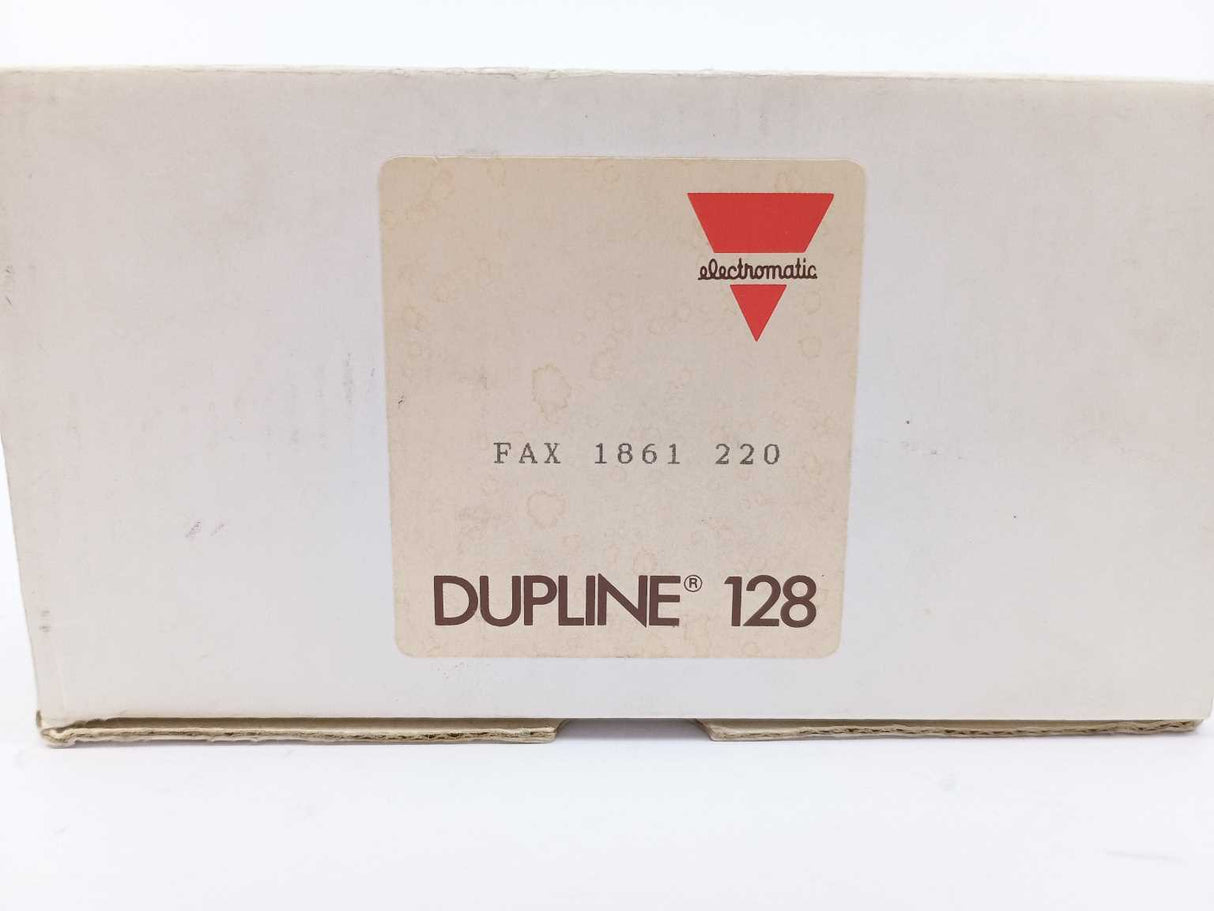 electromatic
FAX 1861 220
DUPLINE® 128